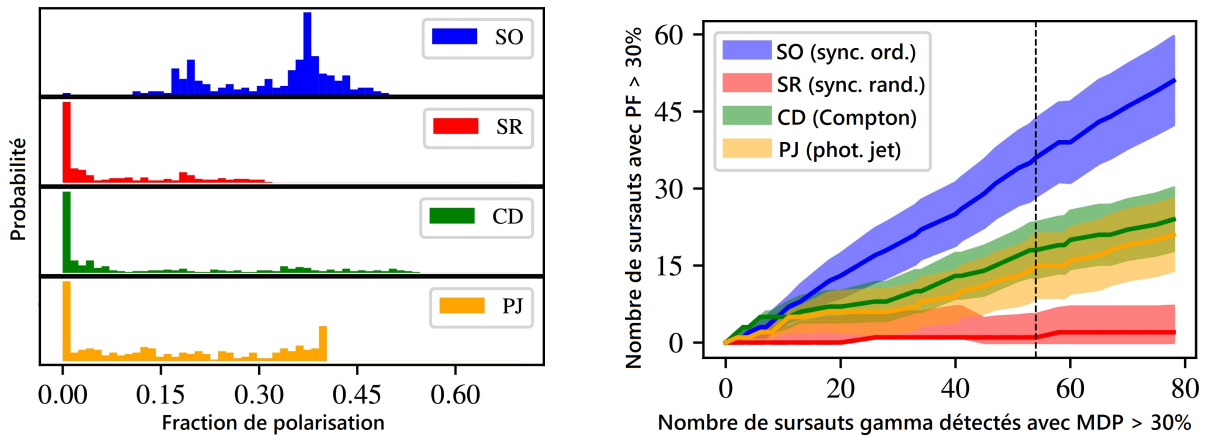 SO
SR
CD
PJ
Probabilité
0.00 0.15 0.30 0.45 0.60
Fraction de polarisation
SO (sync. ord.)
SR (sync. rand.)
CD (Compton)
PJ (phot. jet)
Nombre de sursauts avec PF > 30%
60
45
30
15
0
0 20 40 60 80
Nombre de sursauts gamma détectés avec MDP > 30%